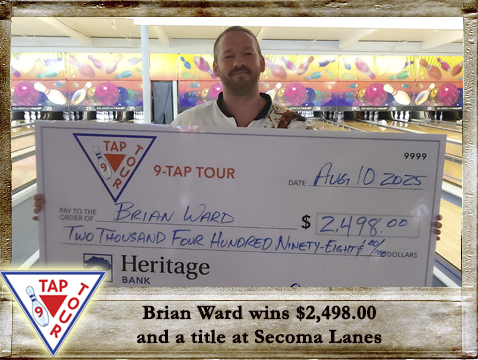 TAP
9
TOUR
9-TAP TOUR
9999
DATE AUG 10 2025
PAY TO THE
ORDER OF BRIAN WARD $ 2,498.00
TWO THOUSAND FOUR HUNDRED NINETY-EIGHT & 00/100 DOLLARS
Heritage
BANK
TAP
9
TOUR
Brian Ward wins $2,498.00
and a title at Secoma Lanes